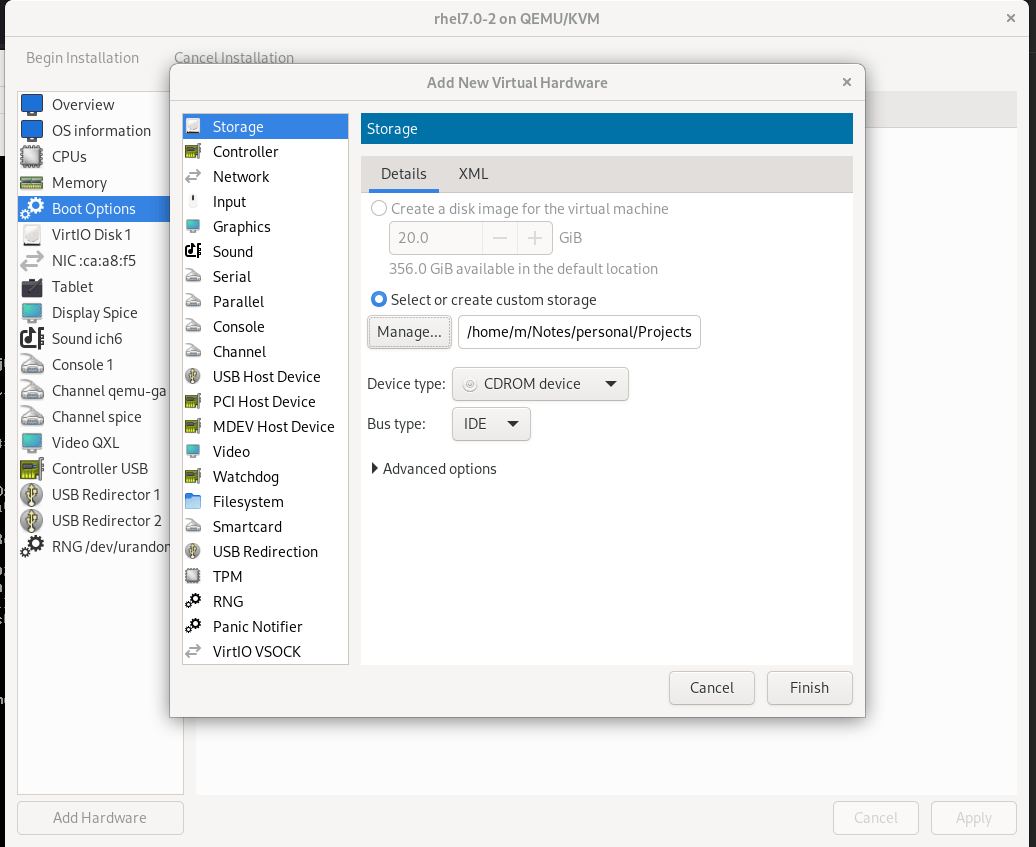 rhel7.0-2 on QEMU/KVM
Begin Installation
Cancel Installation
Overview
OS information
CPUs
Memory
Boot Options
VirtIO Disk 1
NIC :ca:a8:f5
Tablet
Display Spice
Sound ich6
Console 1
Channel qemu-ga
Channel spice
Video QXL
Controller USB
USB Redirector 1
USB Redirector 2
RNG /dev/urandon
Add Hardware
Add New Virtual Hardware
Storage
Controller
Network
Input
Graphics
Sound
Serial
Parallel
Console
Channel
USB Host Device
PCI Host Device
MDEV Host Device
Video
Watchdog
Filesystem
Smartcard
USB Redirection
TPM
RNG
Panic Notifier
VirtIO VSOCK
Storage
Details XML
Create a disk image for the virtual machine
20.0 GiB
356.0 GiB available in the default location
Select or create custom storage
Manage... /home/m/Notes/personal/Projects
Device type: CDROM device
Bus type: IDE
Advanced options
Cancel Finish
Cancel Apply